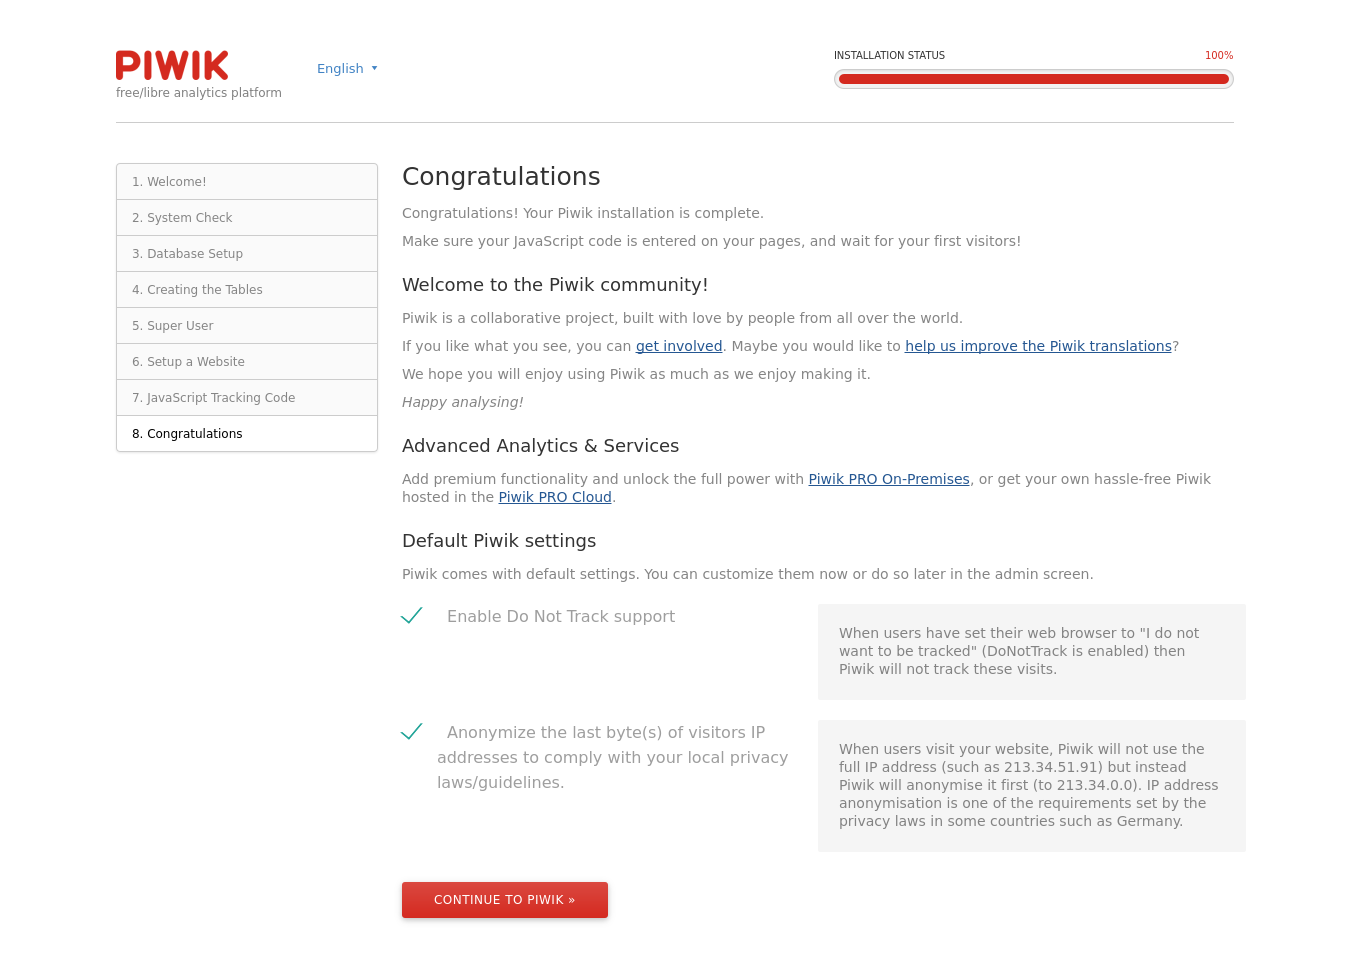 PIWIK
free/libre analytics platform
English
INSTALLATION STATUS
100%
1. Welcome!
2. System Check
3. Database Setup
4. Creating the Tables
5. Super User
6. Setup a Website
7. JavaScript Tracking Code
8. Congratulations
Congratulations
Congratulations! Your Piwik installation is complete.
Make sure your JavaScript code is entered on your pages, and wait for your first visitors!
Welcome to the Piwik community!
Piwik is a collaborative project, built with love by people from all over the world.
If you like what you see, you can get involved. Maybe you would like to help us improve the Piwik translations?
We hope you will enjoy using Piwik as much as we enjoy making it.
Happy analysing!
Advanced Analytics & Services
Add premium functionality and unlock the full power with Piwik PRO On-Premises, or get your own hassle-free Piwik
hosted in the Piwik PRO Cloud.
Default Piwik settings
Piwik comes with default settings. You can customize them now or do so later in the admin screen.
Enable Do Not Track support
When users have set their web browser to "I do not
want to be tracked" (DoNotTrack is enabled) then
Piwik will not track these visits.
Anonymize the last byte(s) of visitors IP
addresses to comply with your local privacy
laws/guidelines.
When users visit your website, Piwik will not use the
full IP address (such as 213.34.51.91) but instead
Piwik will anonymise it first (to 213.34.0.0). IP address
anonymisation is one of the requirements set by the
privacy laws in some countries such as Germany.
CONTINUE TO PIWIK »